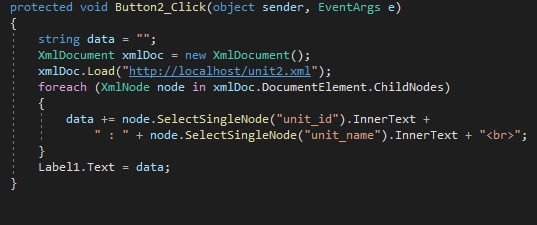 protected void Button2_Click(object sender, EventArgs e)
{
string data = "";
XmlDocument xmlDoc = new XmlDocument();
xmlDoc.Load("http://localhost/unit2.xml");
foreach (XmlNode node in xmlDoc.DocumentElement.ChildNodes)
{
data += node.SelectSingleNode("unit_id").InnerText +
" : " + node.SelectSingleNode("unit_name").InnerText + "<br>";
}
Label1.Text = data;
}